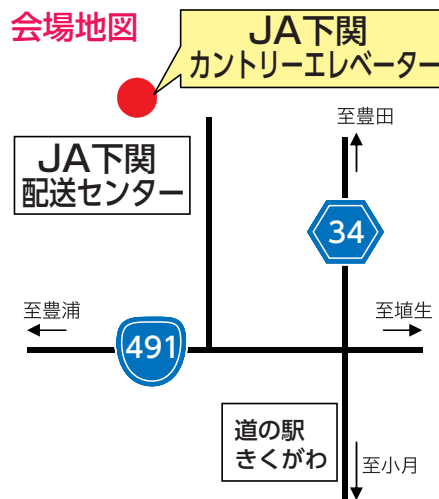 会場地図
JA下関
カントリーエレベーター
至豊田
JA下関
配送センター
34
至豊浦
至埴生
491
道の駅
きくがわ
至小月